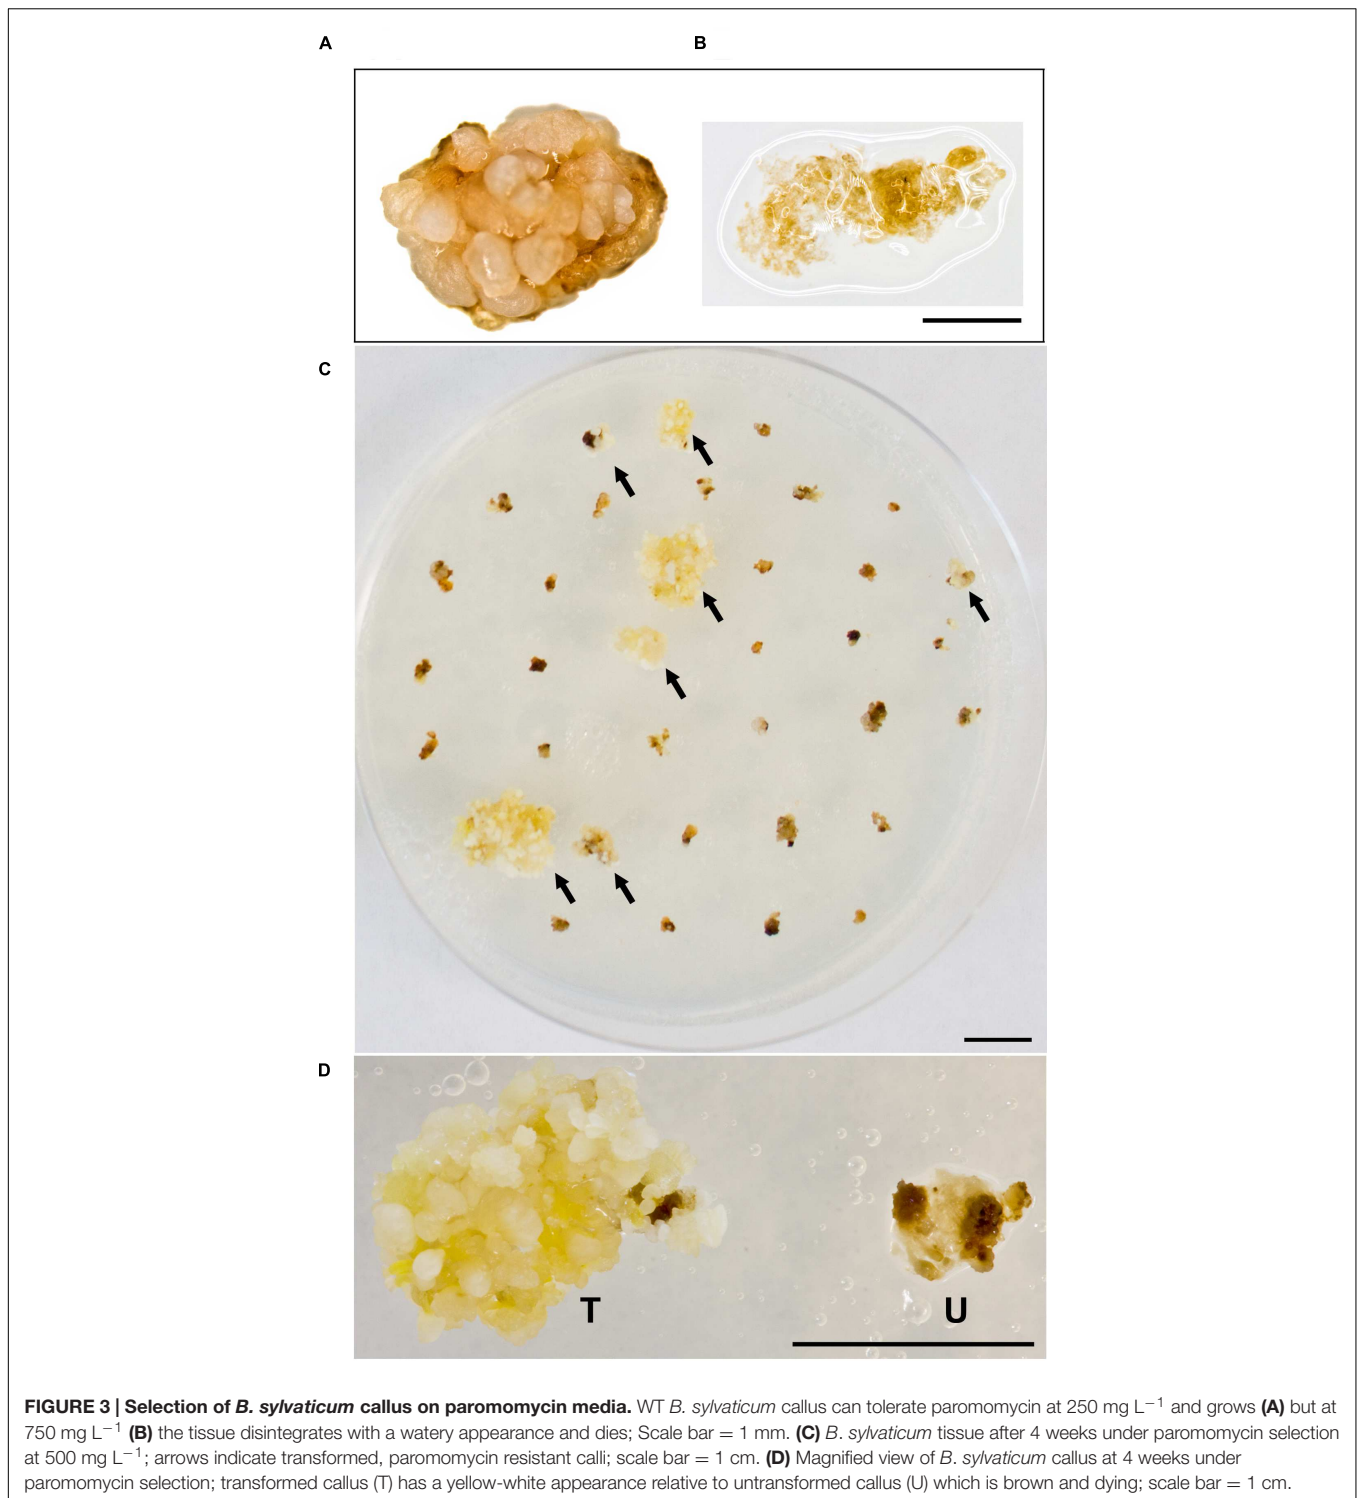 A
B
C
D
T
U
FIGURE 3 | Selection of B. sylvaticum callus on paromomycin media. WT B. sylvaticum callus can tolerate paromomycin at 250 mg L−1 and grows (A) but at
750 mg L−1 (B) the tissue disintegrates with a watery appearance and dies; Scale bar = 1 mm. (C) B. sylvaticum tissue after 4 weeks under paromomycin selection
at 500 mg L−1; arrows indicate transformed, paromomycin resistant calli; scale bar = 1 cm. (D) Magnified view of B. sylvaticum callus at 4 weeks under
paromomycin selection; transformed callus (T) has a yellow-white appearance relative to untransformed callus (U) which is brown and dying; scale bar = 1 cm.